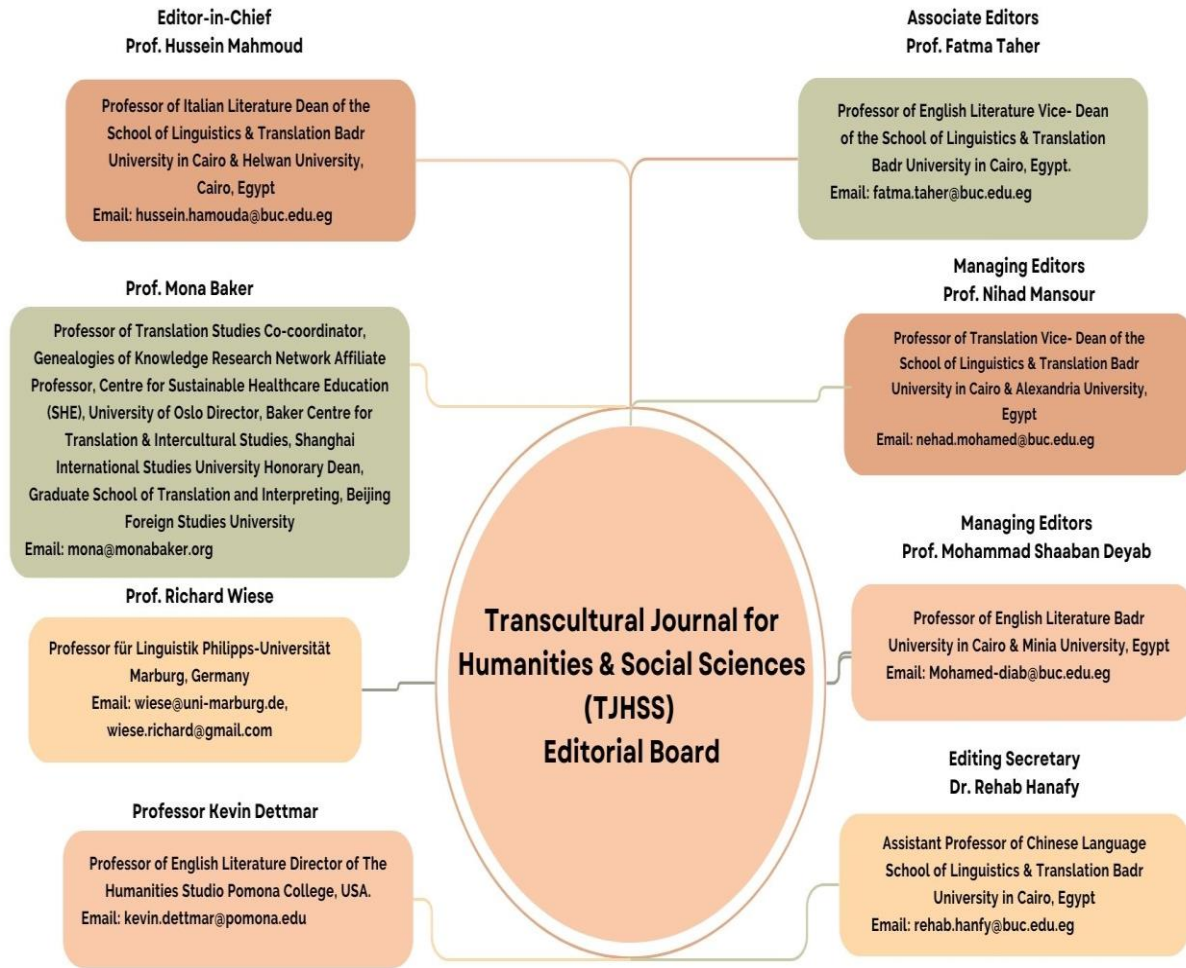 Editor-in-Chief
Prof. Hussein Mahmoud
Professor of Italian Literature Dean of the
School of Linguistics & Translation Badr
University in Cairo & Helwan University,
Cairo, Egypt
Email: hussein.hamouda@buc.edu.eg
Associate Editors
Prof. Fatma Taher
Professor of English Literature Vice- Dean
of the School of Linguistics & Translation
Badr University in Cairo, Egypt.
Email: fatma.taher@buc.edu.eg
Prof. Mona Baker
Professor of Translation Studies Co-coordinator,
Genealogies of Knowledge Research Network Affiliate
Professor, Centre for Sustainable Healthcare Education
(SHE), University of Oslo Director, Baker Centre for
Translation & Intercultural Studies, Shanghai
International Studies University Honorary Dean,
Graduate School of Translation and Interpreting, Beijing
Foreign Studies University
Email: mona@monabaker.org
Managing Editors
Prof. Nihad Mansour
Professor of Translation Vice- Dean of the
School of Linguistics & Translation Badr
University in Cairo & Alexandria University,
Egypt
Email: nehad.mohamed@buc.edu.eg
Managing Editors
Prof. Mohammad Shaaban Deyab
Professor of English Literature Badr
University in Cairo & Minia University, Egypt
Email: Mohamed-diab@buc.edu.eg
Prof. Richard Wiese
Professor für Linguistik Philipps-Universität
Marburg, Germany
Email: wiese@uni-marburg.de,
wiese.richard@gmail.com
Transcultural Journal for
Humanities & Social Sciences
(TJHSS)
Editorial Board
Professor Kevin Dettmar
Professor of English Literature Director of The
Humanities Studio Pomona College, USA.
Email: kevin.dettmar@pomona.edu
Editing Secretary
Dr. Rehab Hanafy
Assistant Professor of Chinese Language
School of Linguistics & Translation Badr
University in Cairo, Egypt
Email: rehab.hanfy@buc.edu.eg